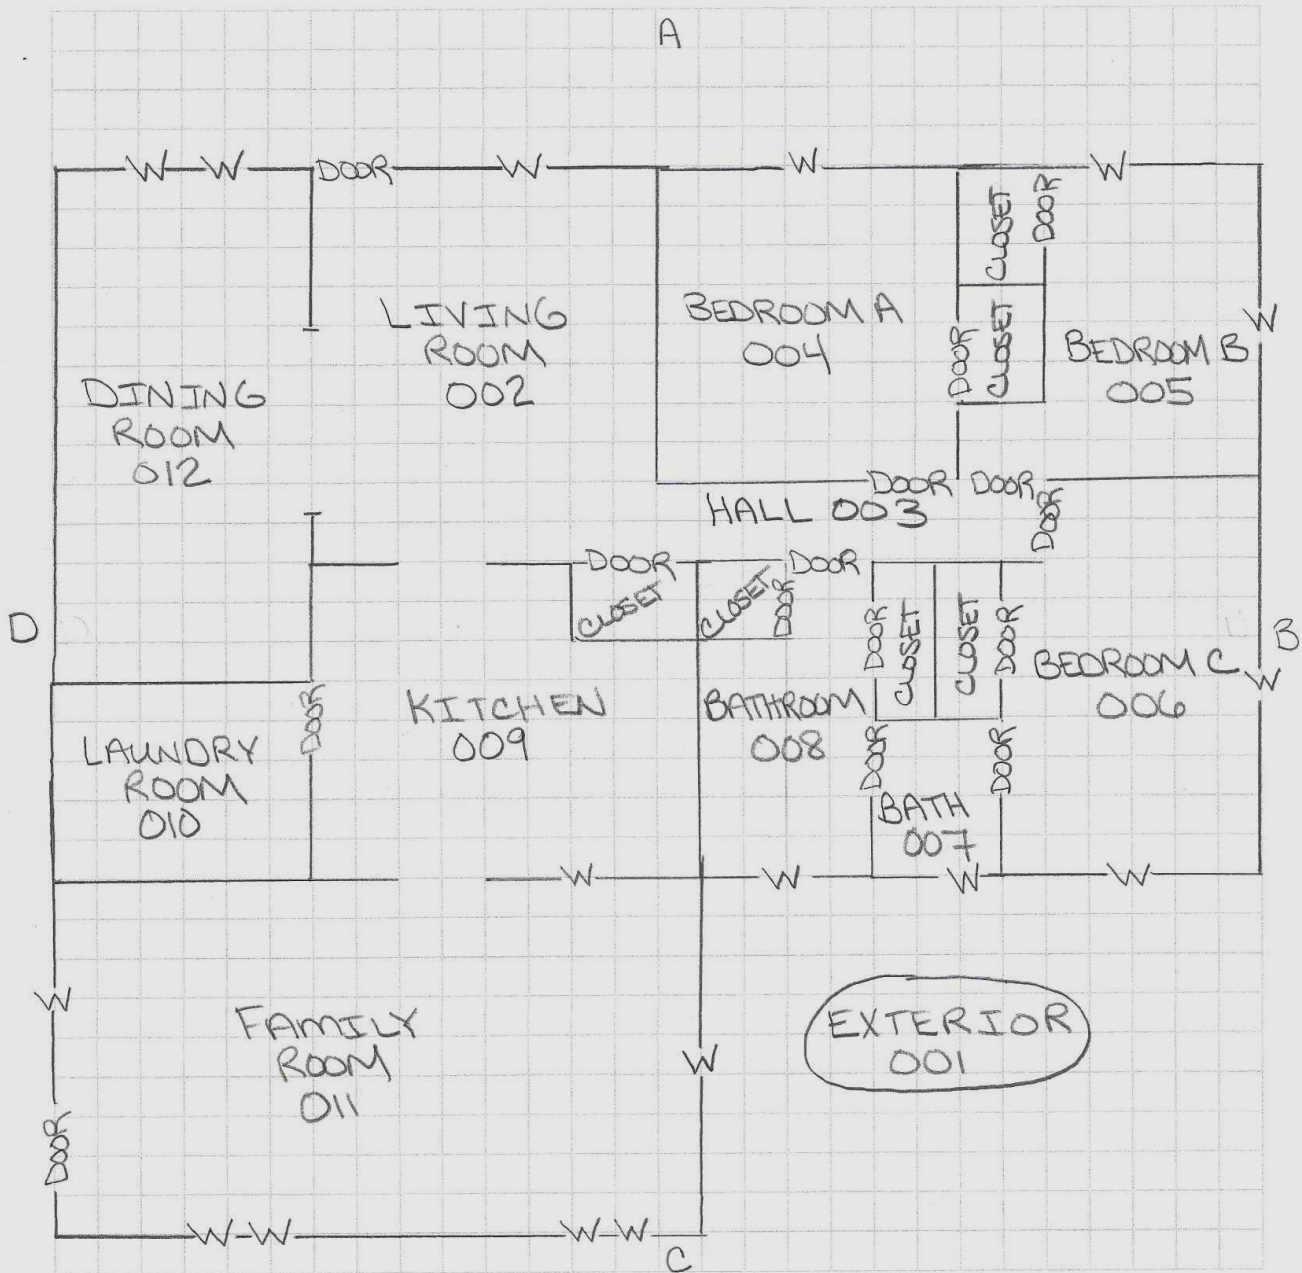 A
W W DOOR W W W
CLOSET
DOOR
LIVING
ROOM
002
BEDROOM A
004
DOOR
CLOSET
W
BEDROOM B
005
DINING
ROOM
012
DOOR DOOR
DOOR
HALL 003
DOOR
CLOSET
DOOR
CLOSET
DOOR
DOOR
CLOSET
CLOSET
DOOR
D
B
BEDROOM C
006
W
KITCHEN
009
BATHROOM
008
DOOR
LAUNDRY
ROOM
010
DOOR
DOOR
BATH
007
W W W W
W
FAMILY
ROOM
011
W
EXTERIOR
001
DOOR
W W W W
C